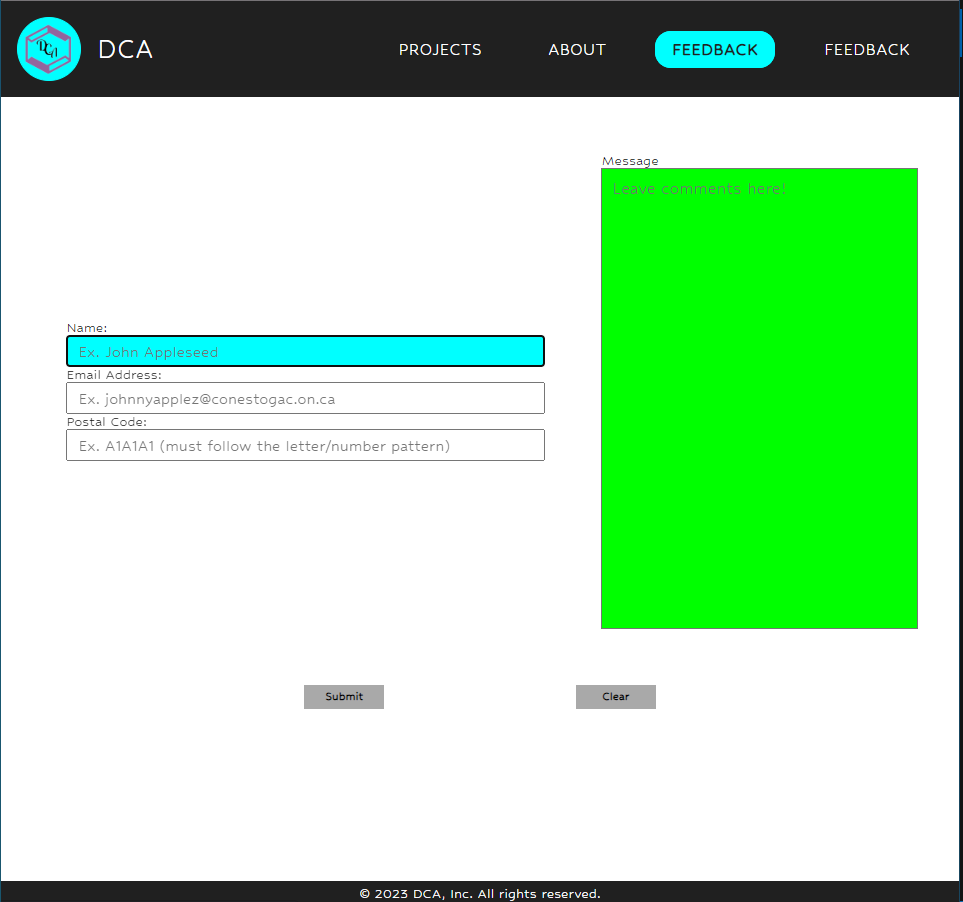 DCA
DCA
PROJECTS
ABOUT
FEEDBACK
FEEDBACK
Message
Leave comments here!
Name:
Ex. John Appleseed
Email Address:
Ex. johnnyapplez@conestogac.on.ca
Postal Code:
Ex. A1A1A1 (must follow the letter/number pattern)
Submit
Clear
© 2023 DCA, Inc. All rights reserved.